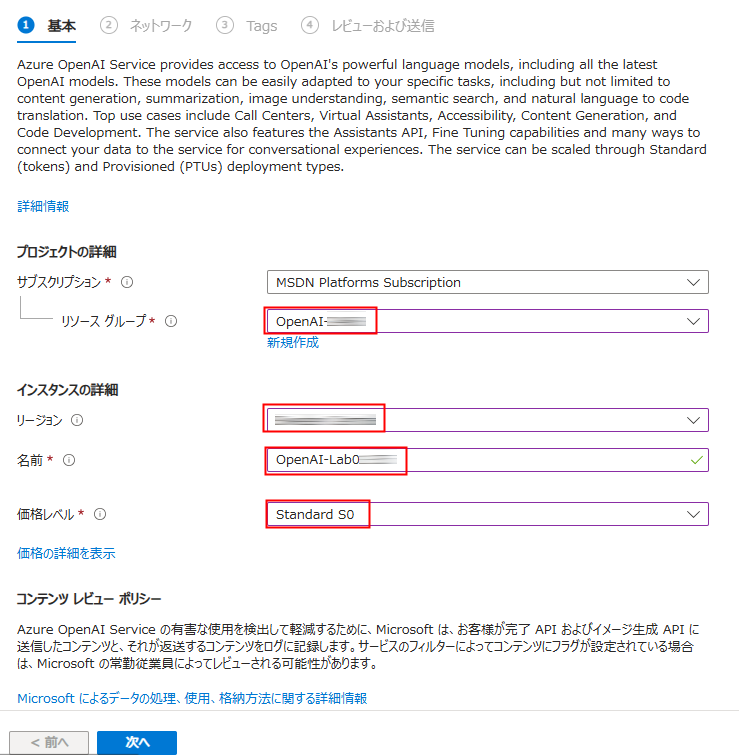 1 基本 2 ネットワーク 3 Tags 4 レビューおよび送信
Azure OpenAI Service provides access to OpenAI's powerful language models, including all the latest
OpenAI models. These models can be easily adapted to your specific tasks, including but not limited to
content generation, summarization, image understanding, semantic search, and natural language to code
translation. Top use cases include Call Centers, Virtual Assistants, Accessibility, Content Generation, and
Code Development. The service also features the Assistants API, Fine Tuning capabilities and many ways to
connect your data to the service for conversational experiences. The service can be scaled through Standard
(tokens) and Provisioned (PTUs) deployment types.
詳細情報
プロジェクトの詳細
サブスクリプション * MSDN Platforms Subscription
リソース グループ * OpenAI-
新規作成
インスタンスの詳細
リージョン
名前 * OpenAI-Lab0
価格レベル * Standard S0
価格の詳細を表示
コンテンツ レビュー ポリシー
Azure OpenAI Service の有害な使用を検出して軽減するために、Microsoft は、お客様が完了 API およびイメージ生成 API に
送信したコンテンツと、それが返送するコンテンツをログに記録します。サービスのフィルターによってコンテンツにフラグが設定されている場合
は、Microsoft の常勤従業員によってレビューされる可能性があります。
Microsoft によるデータの処理、使用、格納方法に関する詳細情報
< 前へ 次へ